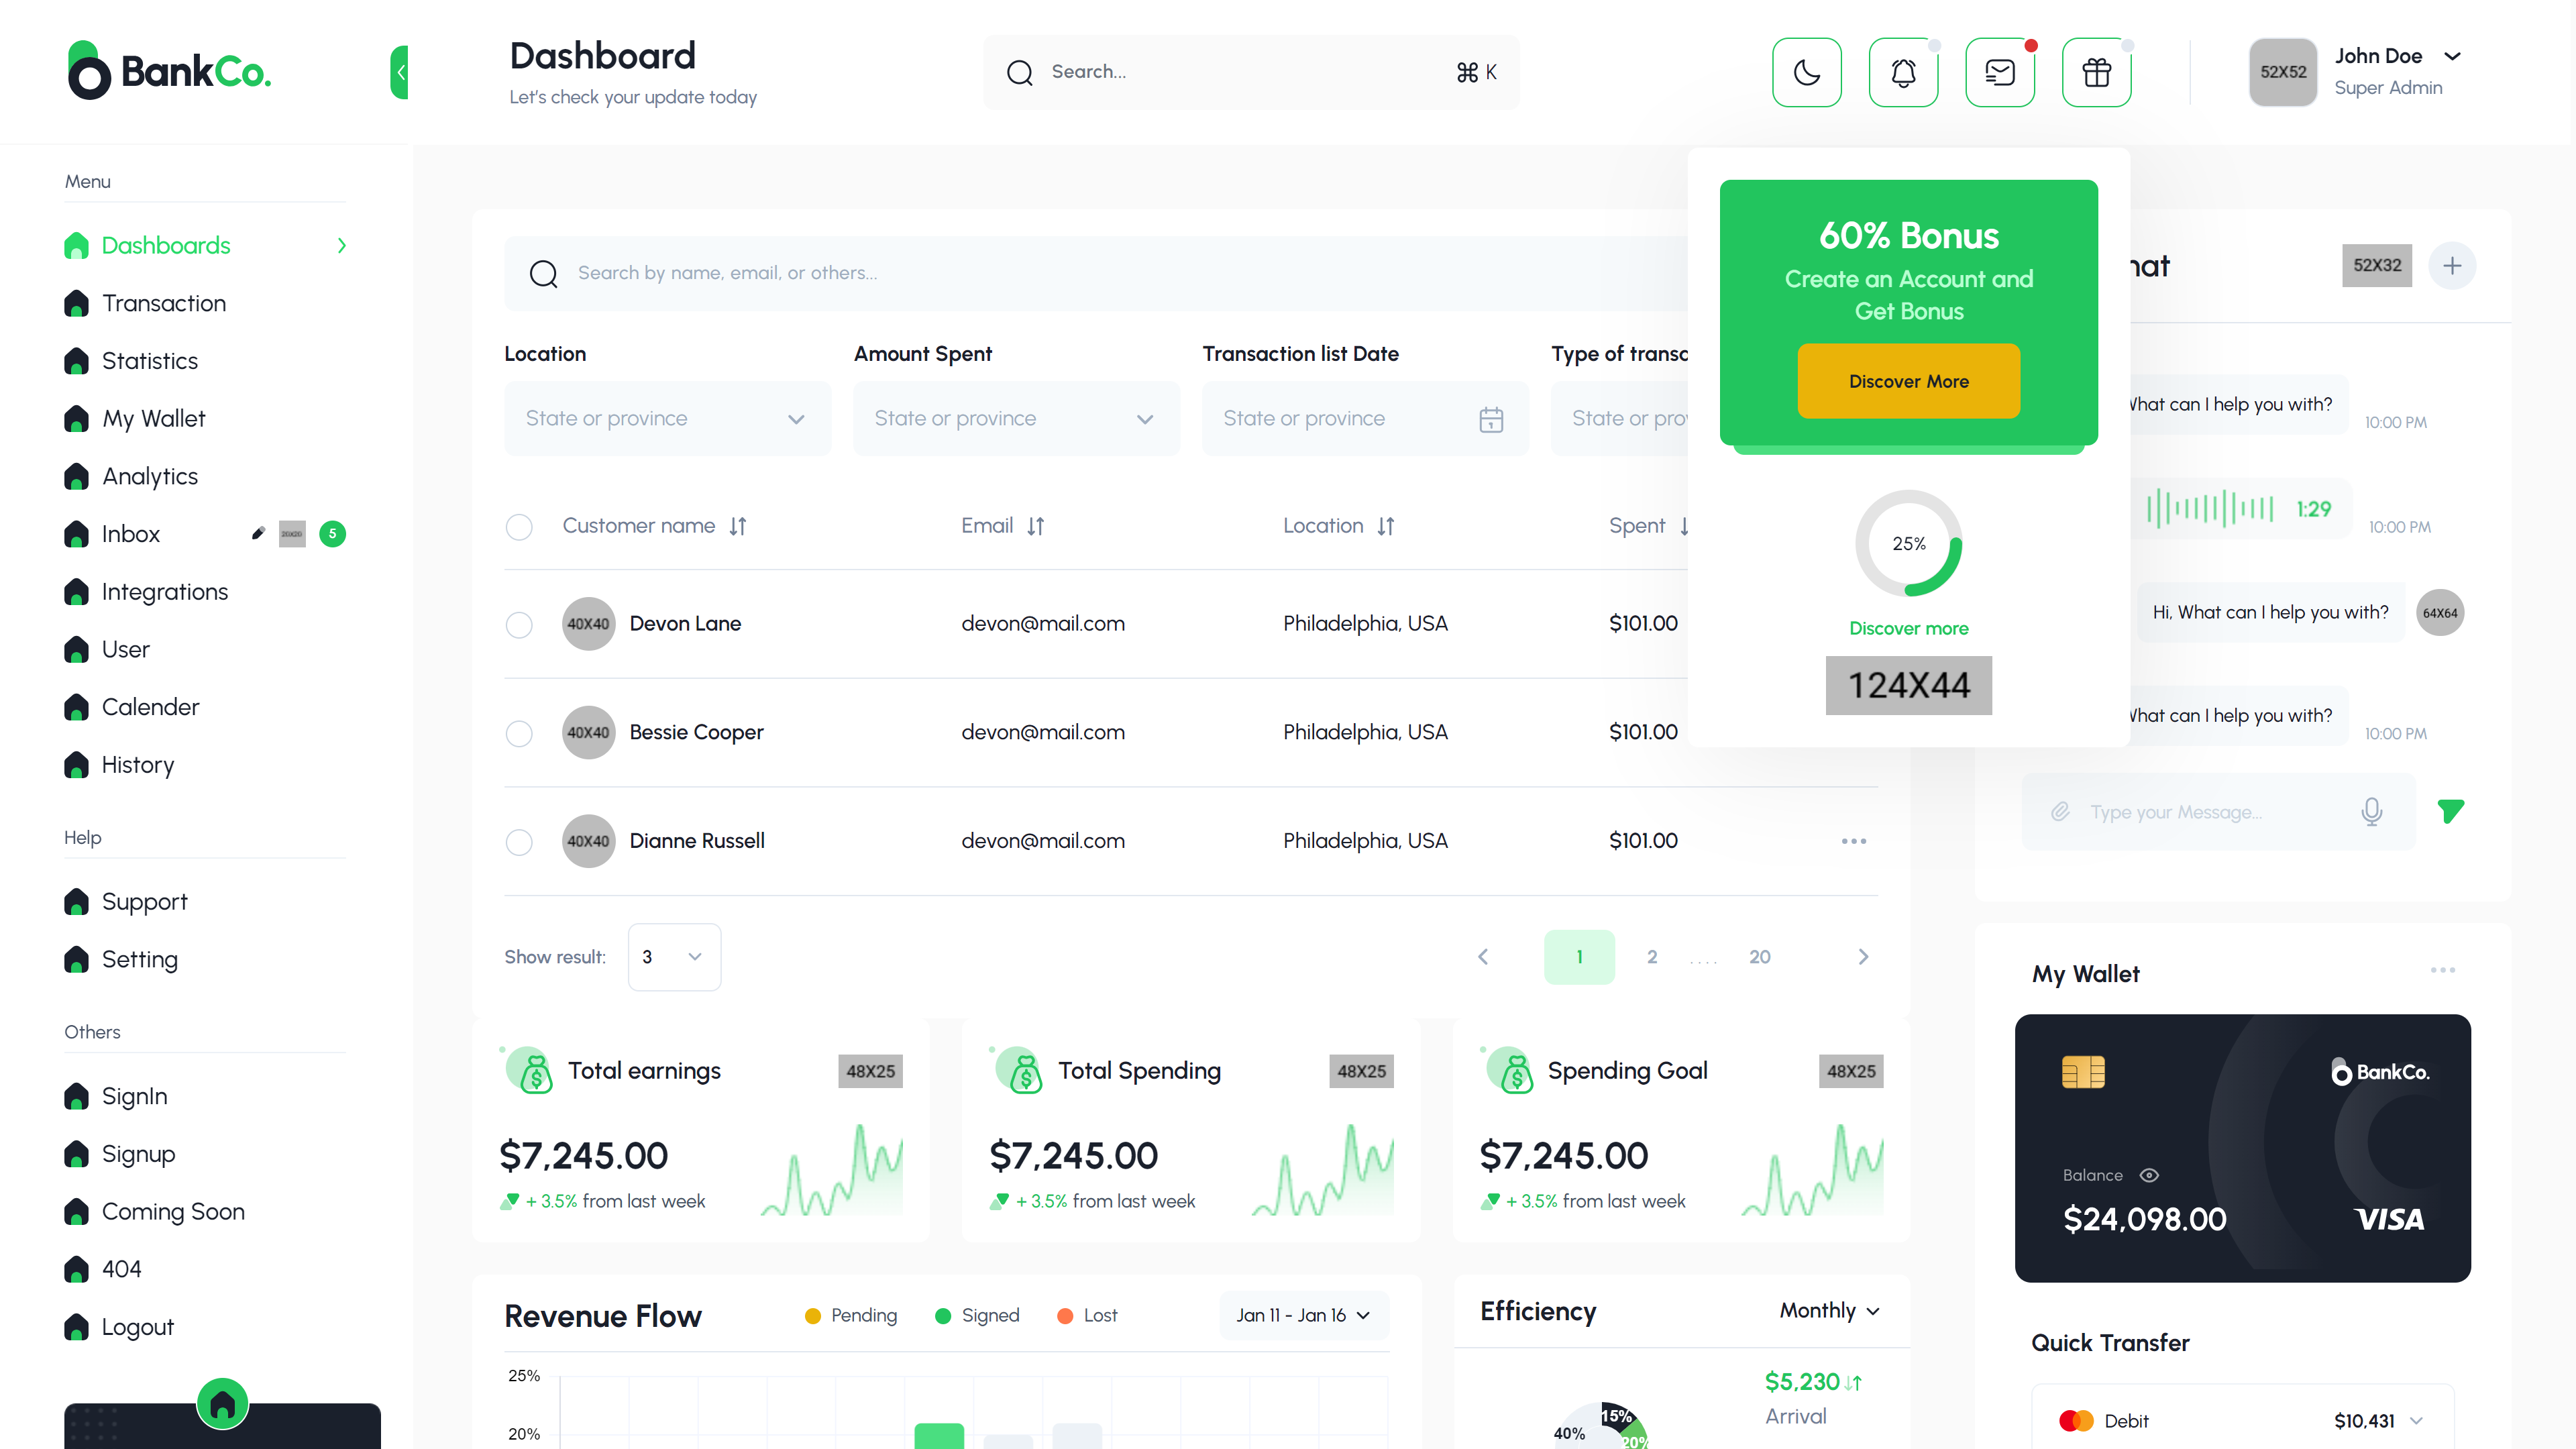 BankCo.
Dashboard
Let's check your update today
Search...
⌘ K
52X52
John Doe
Super Admin
Menu
Dashboards
Transaction
Statistics
My Wallet
Analytics
Inbox
20X20
5
Integrations
User
Calender
History
Help
Support
Setting
Others
SignIn
Signup
Coming Soon
404
Logout
Search by name, email, or others...
Location
Amount Spent
Transaction list Date
Type of
State or province
State or province
State or province
State or
Customer name
Email
Location
Spent
40X40
Devon Lane
devon@mail.com
Philadelphia, USA
$101.00
40X40
Bessie Cooper
devon@mail.com
Philadelphia, USA
$101.00
40X40
Dianne Russell
devon@mail.com
Philadelphia, USA
$101.00
Show result:
3
1
2
....
20
60% Bonus
Create an Account and
Get Bonus
Discover More
25%
Discover more
124X44
52X32
What can I help you with?
10:00 PM
1:29
10:00 PM
Hi, What can I help you with?
64X64
What can I help you with?
10:00 PM
Type your Message...
Total earnings
48X25
$7,245.00
+ 3.5% from last week
Total Spending
48X25
$7,245.00
+ 3.5% from last week
Spending Goal
48X25
$7,245.00
+ 3.5% from last week
My Wallet
BankCo.
Balance
$24,098.00
VISA
Revenue Flow
Pending
Signed
Lost
Jan 11 - Jan 16
25%
20%
Efficiency
Monthly
$5,230
Arrival
15%
40%
20%
Quick Transfer
Debit
$10,431